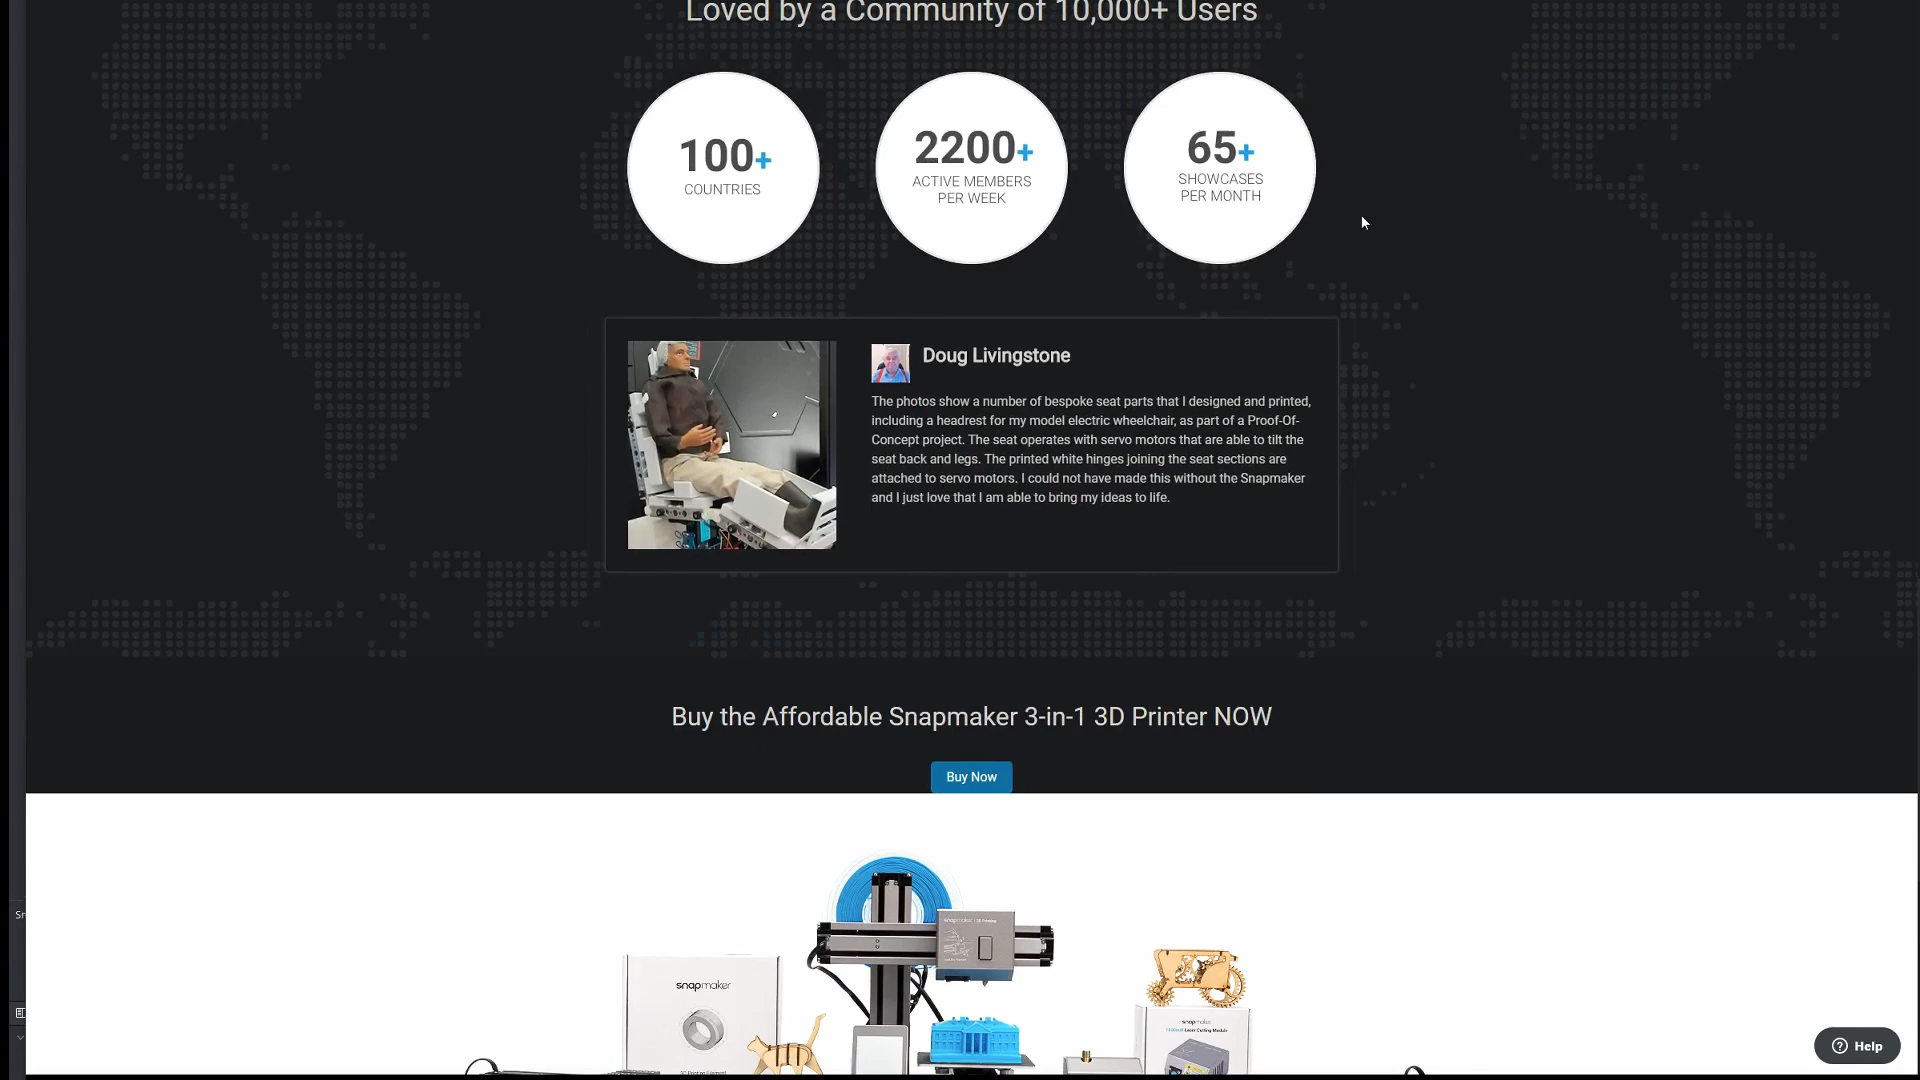 Loved by a Community of 10,000+ Users
100+
COUNTRIES
2200+
ACTIVE MEMBERS
PER WEEK
65+
SHOWCASES
PER MONTH
Doug Livingstone
The photos show a number of bespoke seat parts that I designed and printed,
including a headrest for my model electric wheelchair, as part of a Proof-Of-
Concept project. The seat operates with servo motors that are able to tilt the
seat back and legs. The printed white hinges joining the seat sections are
attached to servo motors. I could not have made this without the Snapmaker
and I just love that I am able to bring my ideas to life.
Buy the Affordable Snapmaker 3-in-1 3D Printer NOW
Buy Now
snapmaker
snapmaker
Laser Cutting Module
Help